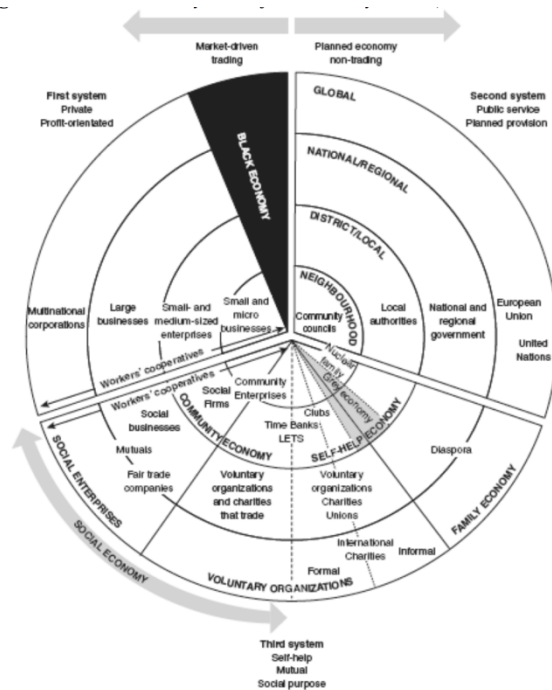 Market-driven
trading
Planned economy
non-trading
First system
Private
Profit-orientated
Second system
Public service
Planned provision
BLACK ECONOMY
GLOBAL
NATIONAL/REGIONAL
DISTRICT/LOCAL
NEIGHBOURHOOD
Multinational
corporations
Large
businesses
Small- and
medium-sized
enterprises
Small and
micro
businesses
Community
councils
Local
authorities
National and
regional
government
European
Union
United
Nations
Workers' cooperatives
Workers' cooperatives
Nuclear
family
Grey economy
Social
Firms
Community
Enterprises
Social
businesses
Clubs
Time Banks
LETS
COMMUNITY ECONOMY
SELF-HELP ECONOMY
Mutuals
Fair trade
companies
Voluntary
organizations
and charities
that trade
Voluntary
organizations
Charities
Unions
Diaspora
International
Charities
Informal
Formal
SOCIAL ENTERPRISES
VOLUNTARY ORGANIZATIONS
FAMILY ECONOMY
SOCIAL ECONOMY
Third system
Self-help
Mutual
Social purpose